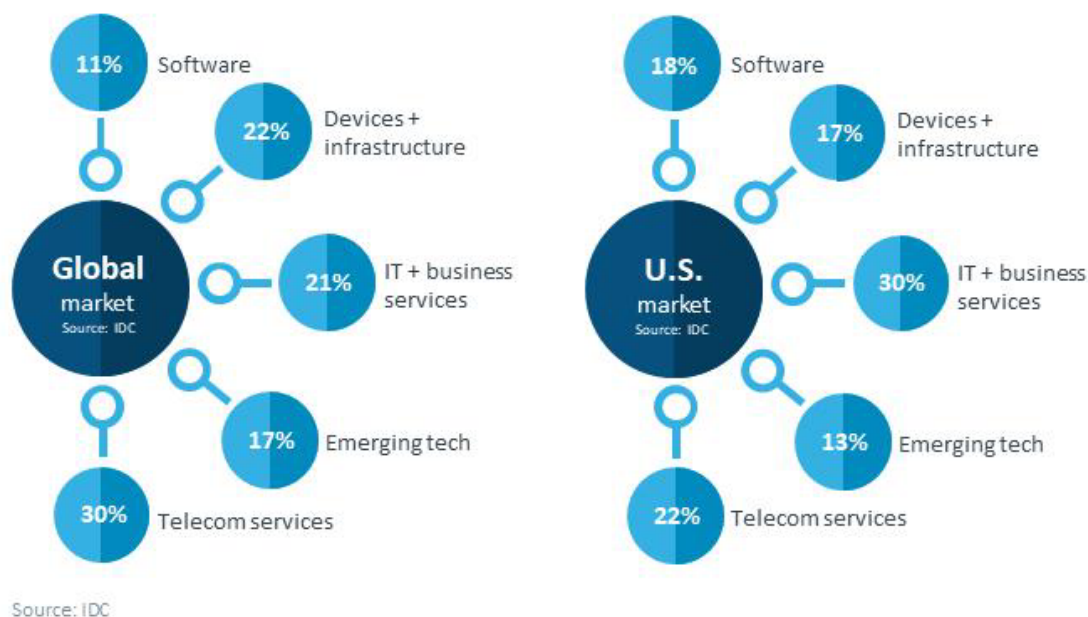 11%
Software
22%
Devices +
infrastructure
Global
market
Source: IDC
21%
IT + business
services
17%
Emerging tech
30%
Telecom services
18%
Software
17%
Devices +
infrastructure
U.S.
market
Source: IDC
30%
IT + business
services
13%
Emerging tech
22%
Telecom services
Source: IDC